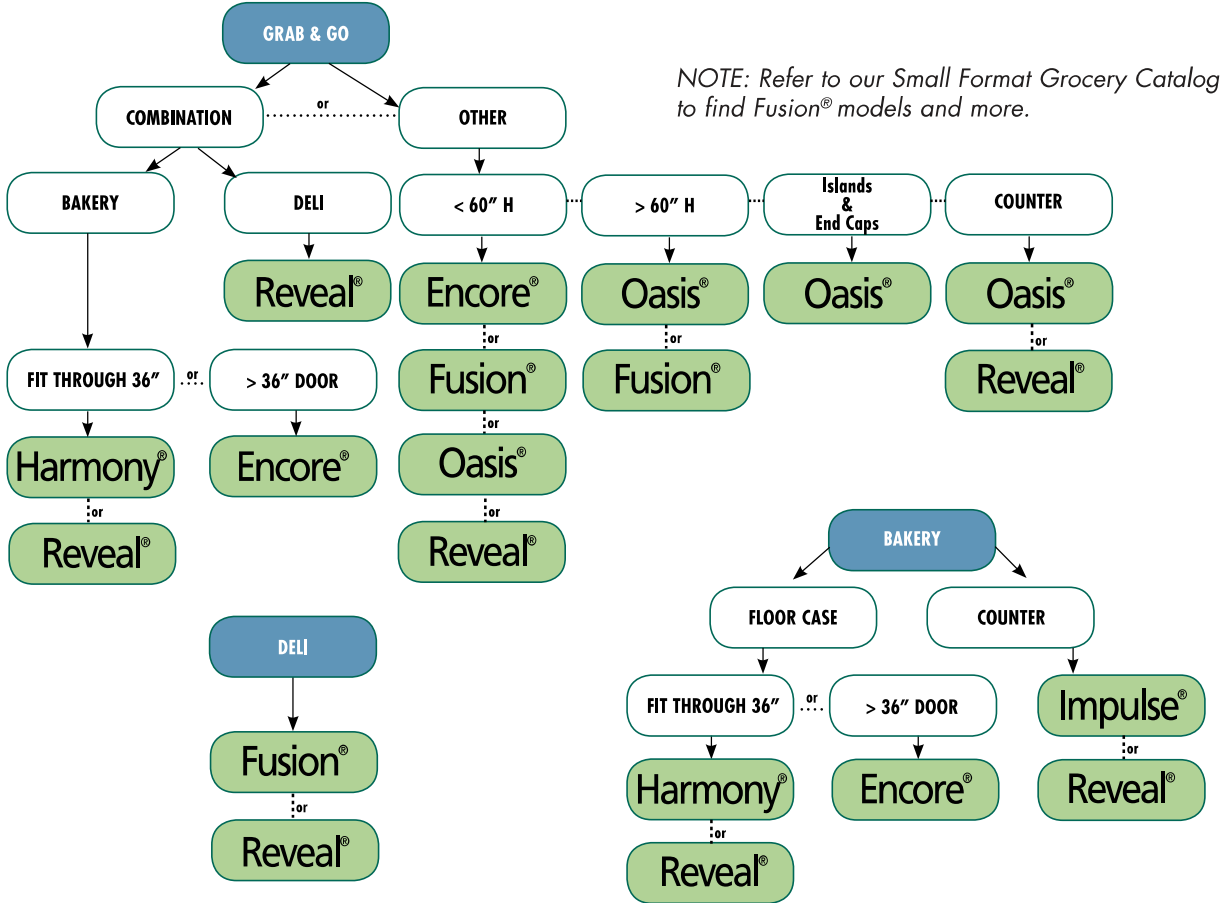 GRAB & GO
NOTE: Refer to our Small Format Grocery Catalog
to find Fusion® models and more.
COMBINATION
or
OTHER
BAKERY
DELI
< 60" H
> 60" H
Islands
&
End Caps
COUNTER
Reveal®
Encore®
Oasis®
Oasis®
Oasis®
or
or
or
Fusion®
Fusion®
Reveal®
FIT THROUGH 36"
or
> 36" DOOR
or
Harmony®
Encore®
Oasis®
or
or
Reveal®
Reveal®
BAKERY
FLOOR CASE
COUNTER
DELI
FIT THROUGH 36"
or
> 36" DOOR
Impulse®
or
Fusion®
Harmony®
Encore®
Reveal®
or
or
Reveal®
Reveal®